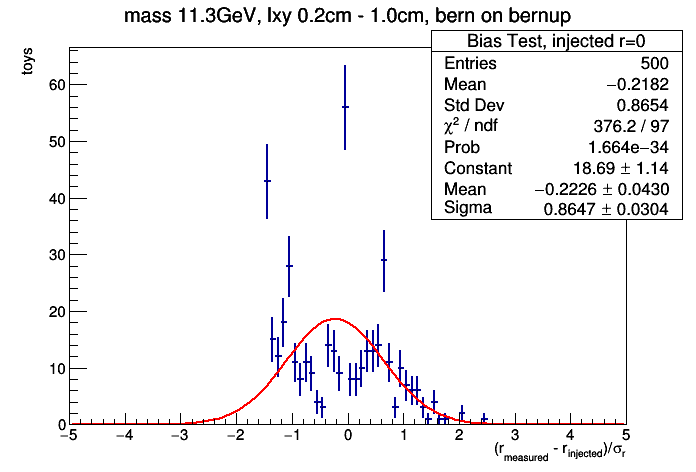 mass 11.3GeV, lxy 0.2cm - 1.0cm, bern on bernup
Bias Test, injected r=0
Entries 500
Mean −0.2182
Std Dev 0.8654
χ² / ndf 376.2 / 97
Prob 1.664e−34
Constant 18.69 ± 1.14
Mean −0.2226 ± 0.0430
Sigma 0.8647 ± 0.0304
toys
60
50
40
30
20
10
0
−5 −4 −3 −2 −1 0 1 2 3 4 5
(r_measured - r_injected)/σ_r